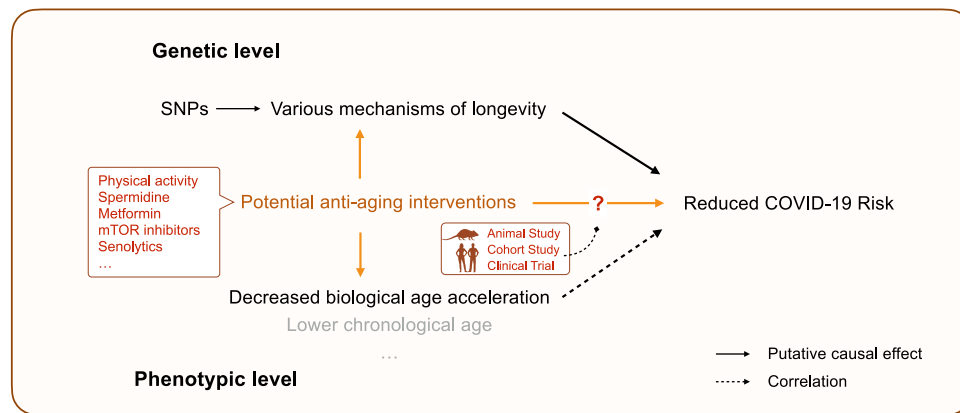 Genetic level
SNPs
Various mechanisms of longevity
Physical activity
Spermidine
Metformin
mTOR inhibitors
Senolytics
…
Potential anti-aging interventions
?
Reduced COVID-19 Risk
Animal Study
Cohort Study
Clinical Trial
Decreased biological age acceleration
Lower chronological age
…
Phenotypic level
Putative causal effect
Correlation